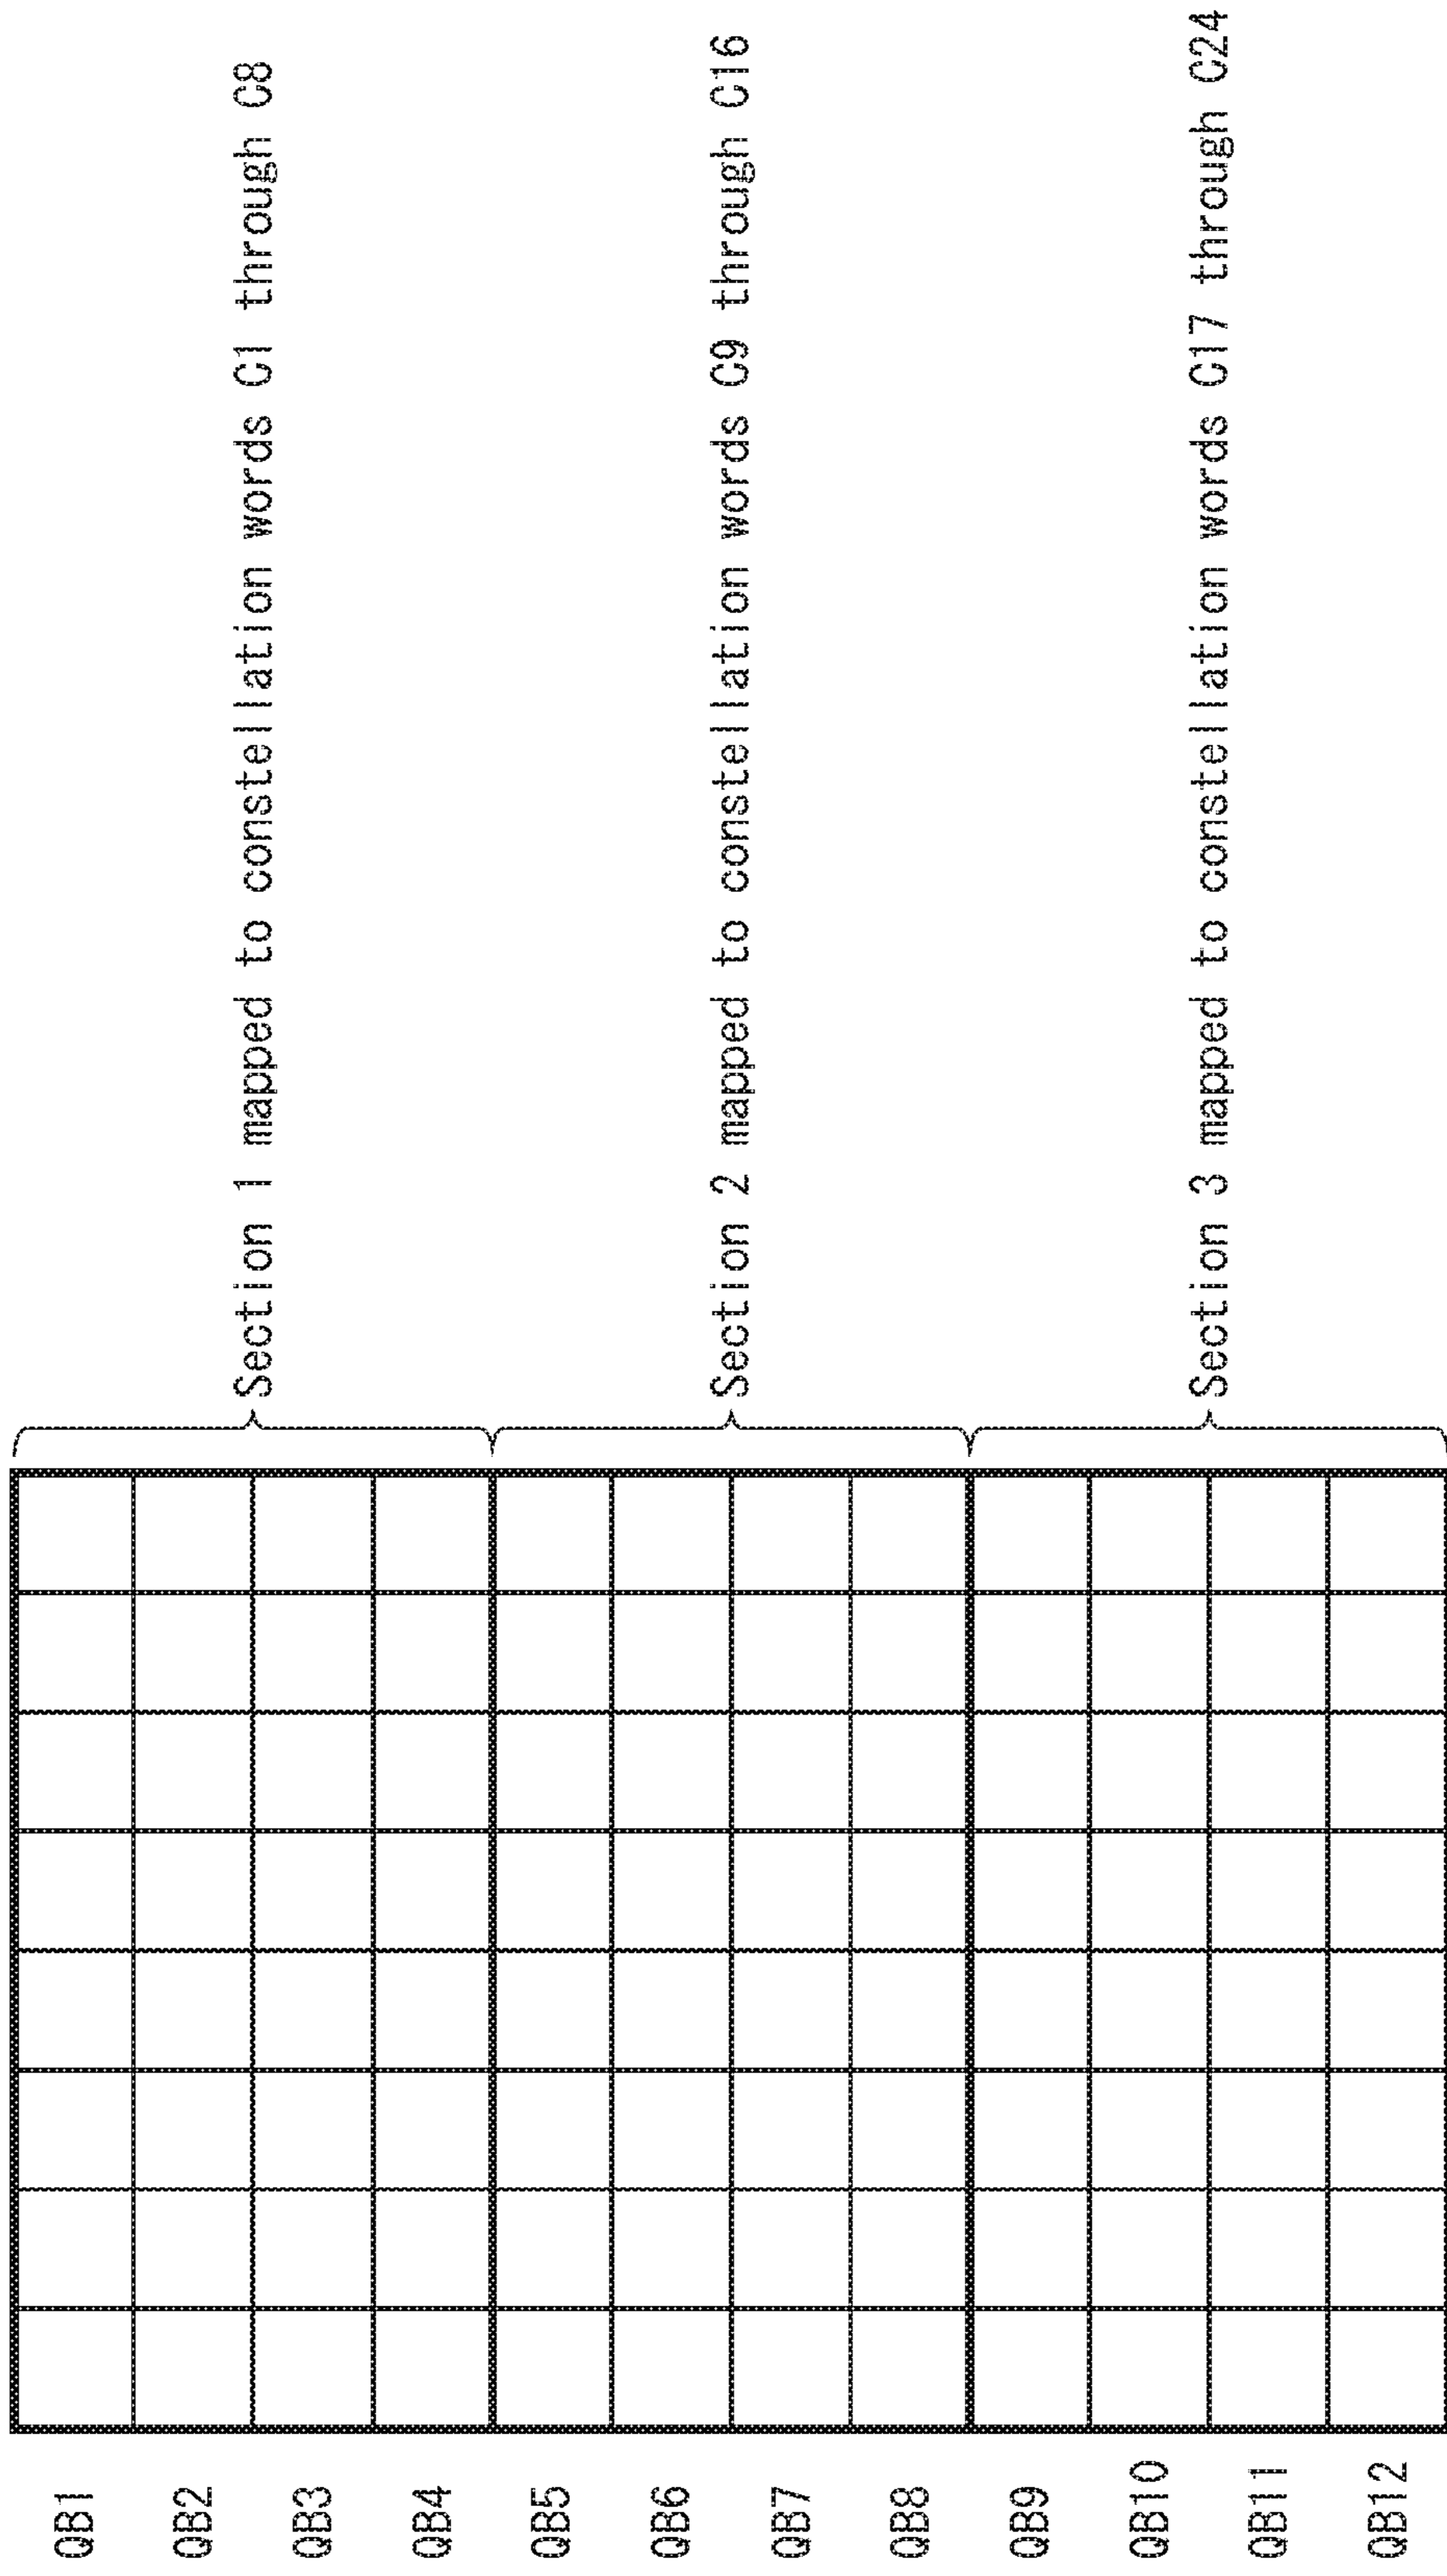 QB1
QB2
QB3
QB4
QB5
QB6
QB7
QB8
QB9
QB10
QB11
QB12
Section 1 mapped to constellation words C1 through C8
Section 2 mapped to constellation words C9 through C16
Section 3 mapped to constellation words C17 through C24